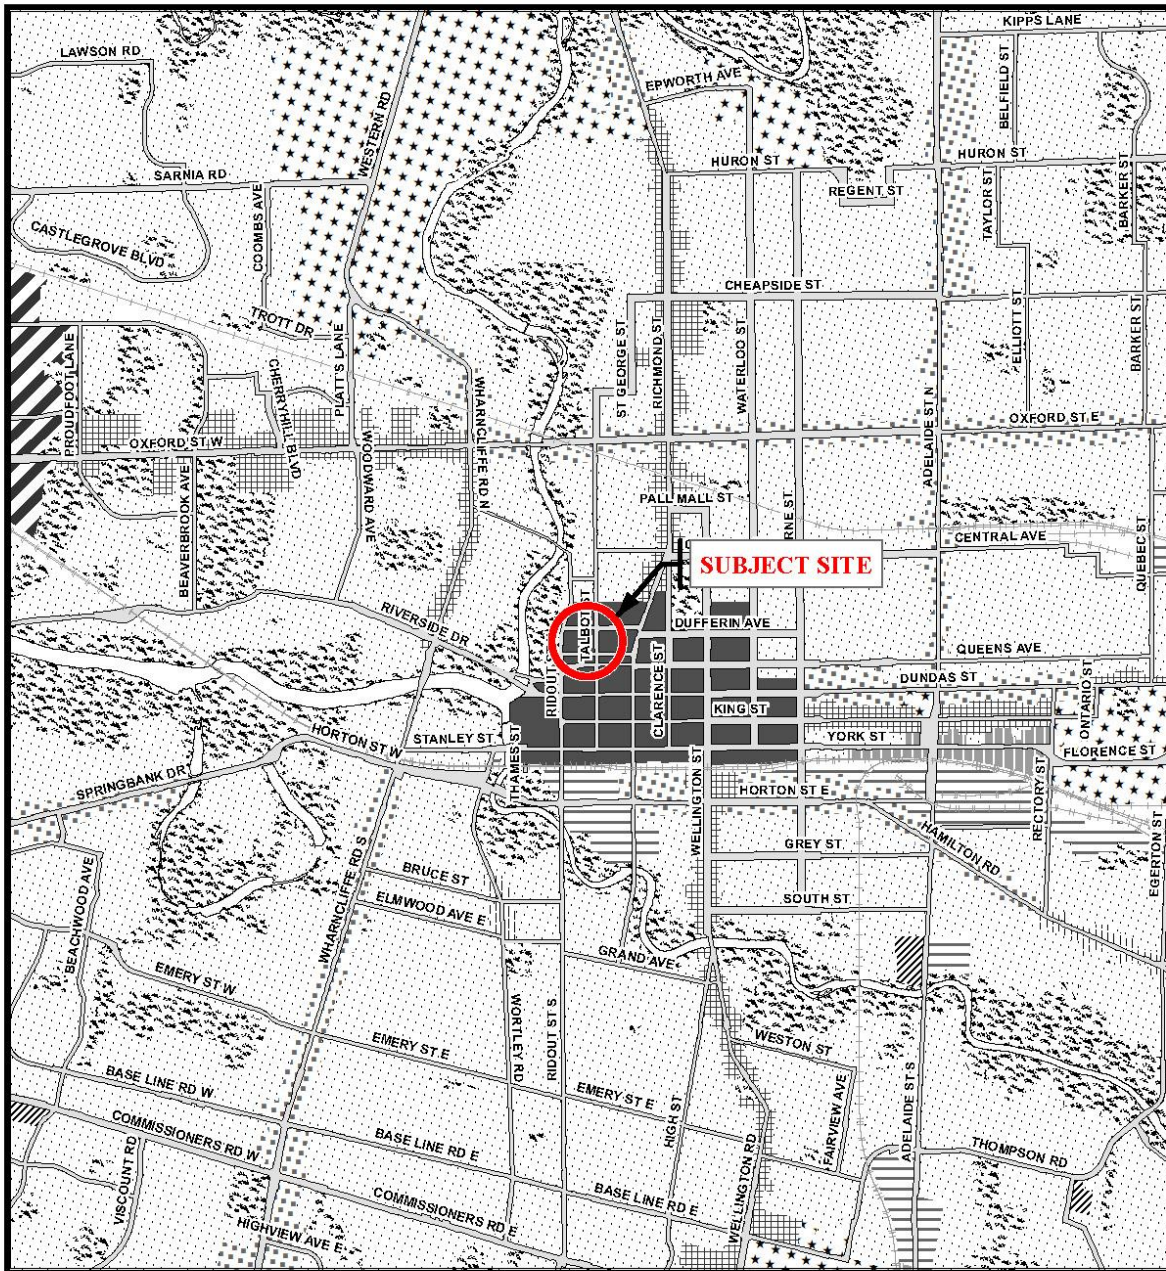 KIPPS LANE
LAWSON RD
BELFIELD ST
EPWORTH AVE
WESTERN RD
HURON ST
HURON ST
SARNIA RD
REGENT ST
TAYLOR ST
BARKER ST
COOMBS AVE
CASTLEGROVE BLVD
CHEAPSIDE ST
TROTT DR
ELLIOTT ST
BARKER ST
PROUDFOOT LANE
PLATT'S LANE
CHERRYHILL BLVD
ST GEORGE ST
RICHMOND ST
WATERLOO ST
WHARNCLIFFE RD N
ADELAIDE ST N
OXFORD ST E
OXFORD ST W
WOODWARD AVE
BEAVERBROOK AVE
PALL MALL ST
RNE ST
CENTRAL AVE
QUEBEC ST
SUBJECT SITE
RIVERSIDE DR
TALBOT ST
DUFFERIN AVE
QUEENS AVE
CLARENCE ST
RIDOUT
DUNDAS ST
ONTARIO ST
KING ST
STANLEY ST
HORTON ST W
THAMES ST
YORK ST
FLORENCE ST
SPRINGBANK DR
WELLINGTON ST
HORTON ST E
RECTORY ST
HAMILTON RD
EGERTON ST
GREY ST
BEACHWOOD AVE
WHARNCLIFFE RD S
BRUCE ST
ELMWOOD AVE E
SOUTH ST
GRAND AVE
EMERY ST W
WORTLEY RD
RIDOUT ST S
EMERY ST E
WESTON ST
BASE LINE RD W
EMERY ST E
HIGH ST
FAIRVIEW AVE
ADELAIDE ST S
COMMISSIONERS RD W
BASE LINE RD E
THOMPSON RD
VISCOUNT RD
WELLINGTON RD
BASE LINE RD E
COMMISSIONERS RD E
HIGHVIEW AVE E